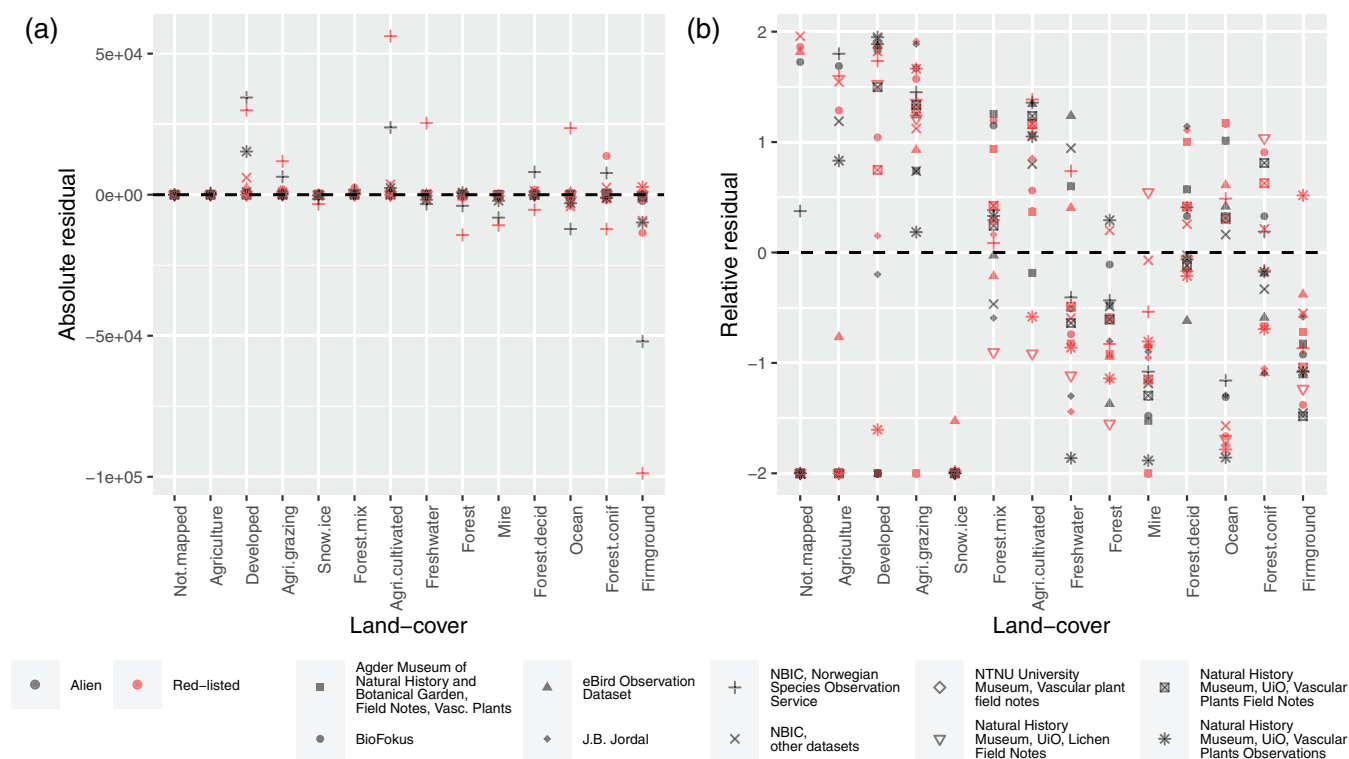 (a)
Absolute residual
5e+04
0e+00
−5e+04
−1e+05
Not.mapped
Agriculture
Developed
Agri.grazing
Snow.ice
Forest.mix
Agri.cultivated
Freshwater
Forest
Mire
Forest.decid
Ocean
Forest.conif
Firmground
Land−cover
(b)
Relative residual
2
1
0
−1
−2
Not.mapped
Agriculture
Developed
Agri.grazing
Snow.ice
Forest.mix
Agri.cultivated
Freshwater
Forest
Mire
Forest.decid
Ocean
Forest.conif
Firmground
Land−cover
Alien
Red−listed
Agder Museum of
Natural History and
Botanical Garden,
Field Notes, Vasc. Plants
BioFokus
eBird Observation
Dataset
J.B. Jordal
NBIC, Norwegian
Species Observation
Service
NBIC,
other datasets
NTNU University
Museum, Vascular plant
field notes
Natural History
Museum, UiO, Lichen
Field Notes
Natural History
Museum, UiO, Vascular
Plants Field Notes
Natural History
Museum, UiO, Vascular
Plants Observations